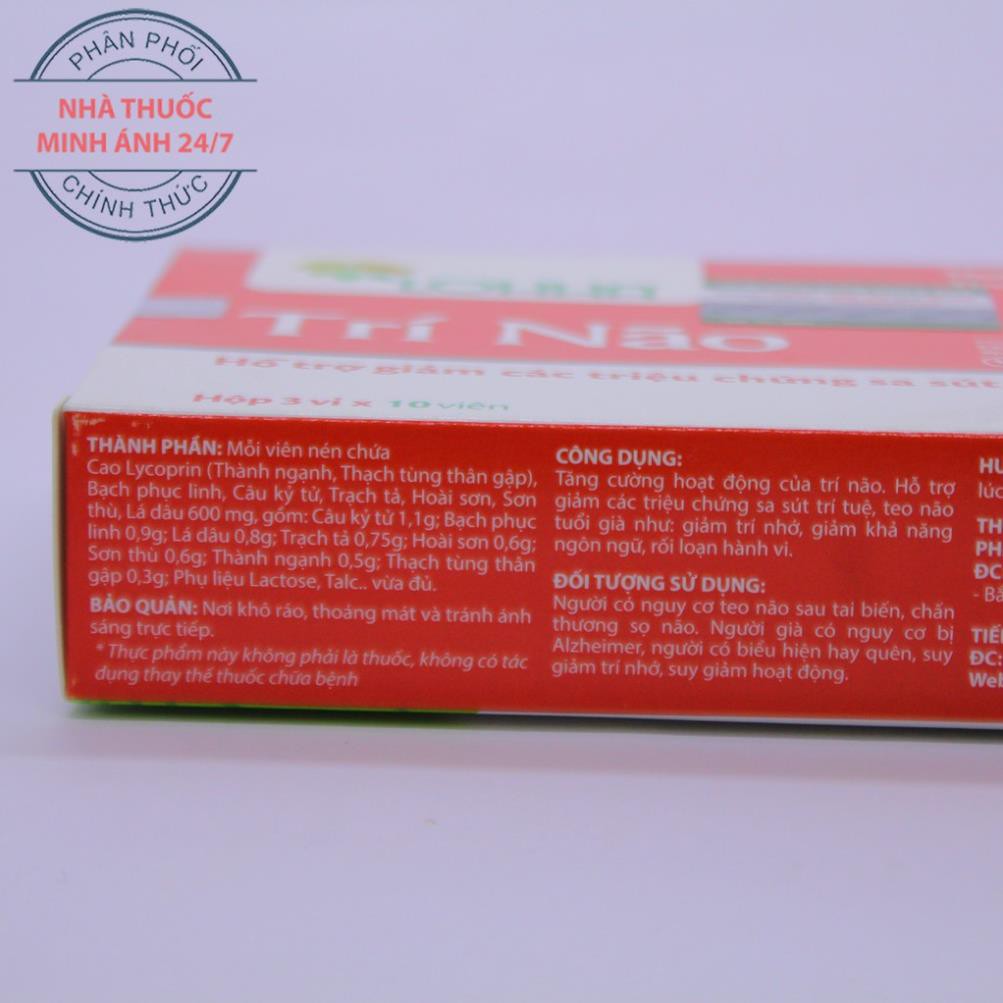 PHÂN PHỐI
NHÀ THUỐC
MINH ÁNH 24/7
CHÍNH THỨC
Trí Não
Hỗ trợ giảm các triệu chứng sa sút
Hộp 3 vỉ x 10 viên
THÀNH PHẦN: Mỗi viên nén chứa
Cao Lycoprin (Thành ngạnh, Thạch tùng thân gập),
Bạch phục linh, Câu kỷ tử, Trạch tả, Hoài sơn, Sơn
thù, Lá dâu 600 mg, gồm: Câu kỷ tử 1,1g; Bạch phục
linh 0,9g; Lá dâu 0,8g; Trạch tả 0,75g; Hoài sơn 0,6g;
Sơn thù 0,6g; Thành ngạnh 0,5g; Thạch tùng thân
gập 0,3g; Phụ liệu Lactose, Talc.. vừa đủ.
BẢO QUẢN: Nơi khô ráo, thoáng mát và tránh ánh
sáng trực tiếp.
* Thực phẩm này không phải là thuốc, không có tác
dụng thay thế thuốc chữa bệnh
CÔNG DỤNG:
Tăng cường hoạt động của trí não. Hỗ trợ
giảm các triệu chứng sa sút trí tuệ, teo não
tuổi già như: giảm trí nhớ, giảm khả năng
ngôn ngữ, rối loạn hành vi.
ĐỐI TƯỢNG SỬ DỤNG:
Người có nguy cơ teo não sau tai biến, chấn
thương sọ não. Người già có nguy cơ bị
Alzheimer, người có biểu hiện hay quên, suy
giảm trí nhớ, suy giảm hoạt động.
lúc
ĐC
ĐC:
Web